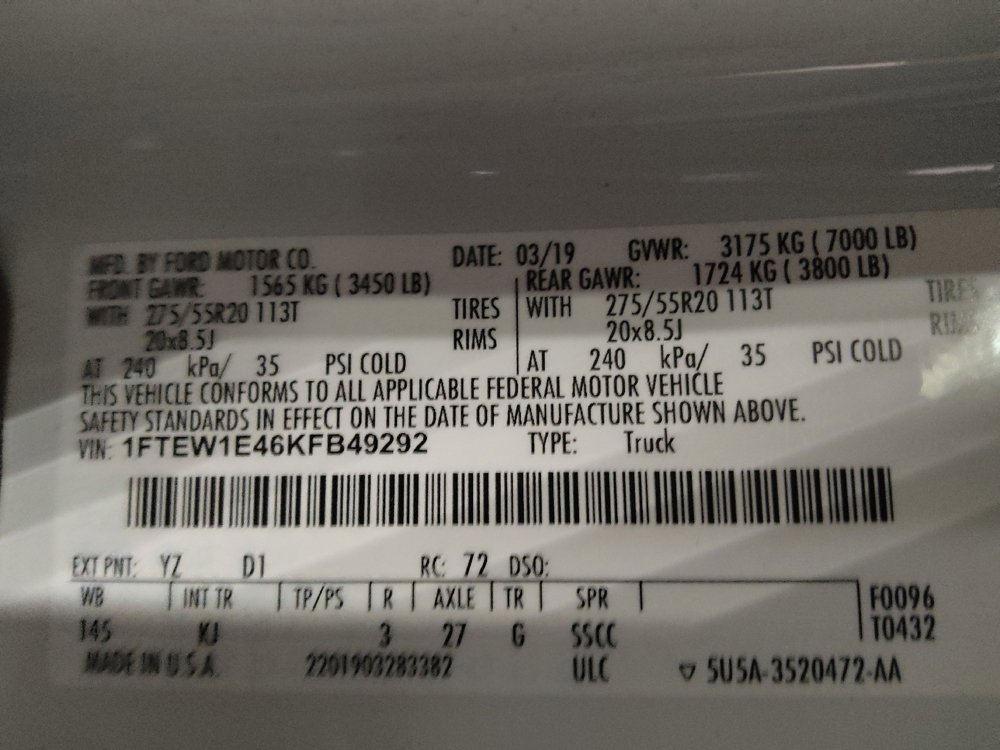 MFD. BY FORD MOTOR CO. DATE: 03/19 GVWR: 3175 KG ( 7000 LB)
FRONT GAWR: 1565 KG ( 3450 LB) REAR GAWR: 1724 KG ( 3800 LB)
WITH 275/55R20 113T TIRES WITH 275/55R20 113T TIRES
20x8.5J RIMS 20x8.5J RIMS
AT 240 kPa/ 35 PSI COLD AT 240 kPa/ 35 PSI COLD
THIS VEHICLE CONFORMS TO ALL APPLICABLE FEDERAL MOTOR VEHICLE
SAFETY STANDARDS IN EFFECT ON THE DATE OF MANUFACTURE SHOWN ABOVE.
VIN: 1FTEW1E46KFB49292 TYPE: Truck
EXT PNT: YZ D1 RC: 72 DSO:
WB INT TR TP/PS R AXLE TR SPR F0096
145 KJ 3 27 G SSCC T0432
MADE IN U.S.A. 2201903283382 ULC ▽ 5U5A-3520472-AA